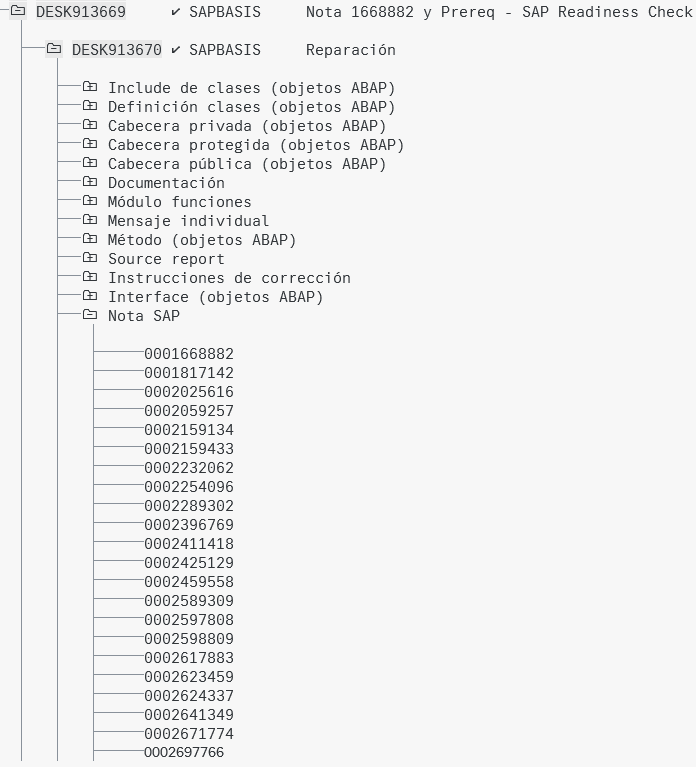 DESK913669 ✔ SAPBASIS Nota 1668882 y Prereq - SAP Readiness Check
DESK913670 ✔ SAPBASIS Reparación
Include de clases (objetos ABAP)
Definición clases (objetos ABAP)
Cabecera privada (objetos ABAP)
Cabecera protegida (objetos ABAP)
Cabecera pública (objetos ABAP)
Documentación
Módulo funciones
Mensaje individual
Método (objetos ABAP)
Source report
Instrucciones de corrección
Interface (objetos ABAP)
Nota SAP
0001668882
0001817142
0002025616
0002059257
0002159134
0002159433
0002232062
0002254096
0002289302
0002396769
0002411418
0002425129
0002459558
0002589309
0002597808
0002598809
0002617883
0002623459
0002624337
0002641349
0002671774
0002697766